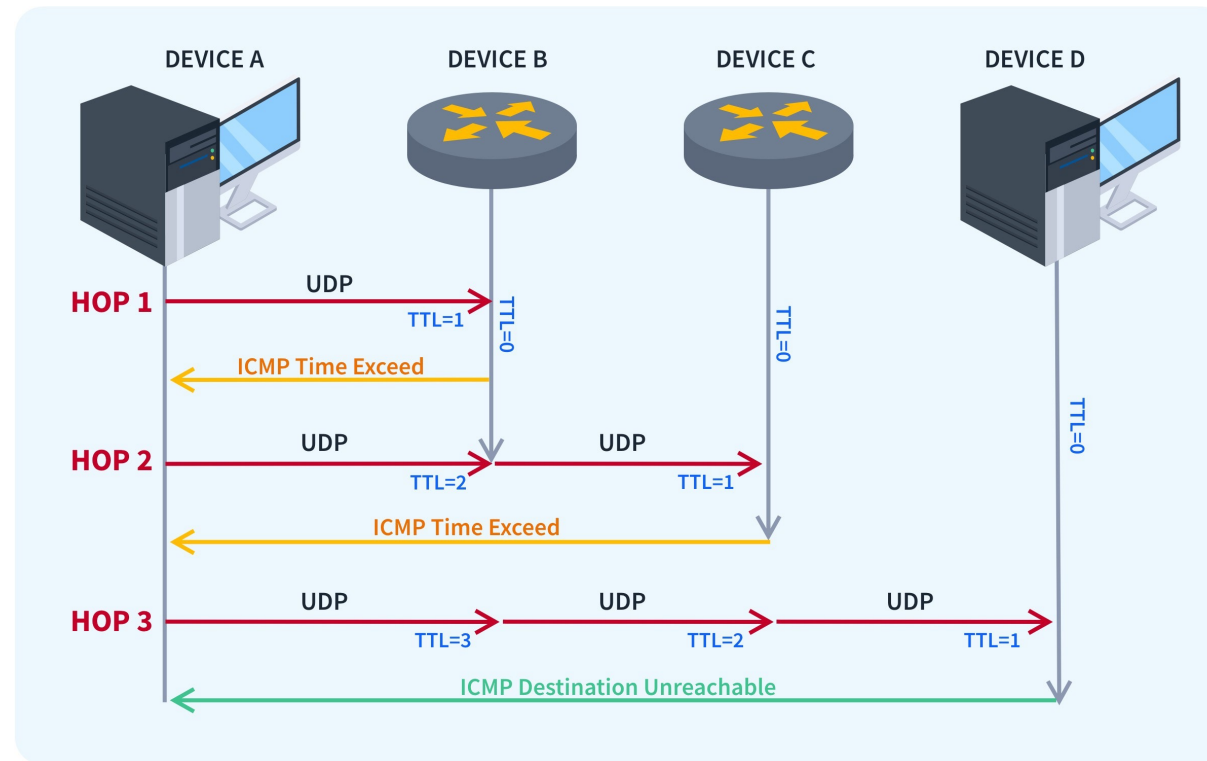 DEVICE A
DEVICE B
DEVICE C
DEVICE D
HOP 1
UDP
TTL=1
TTL=0
TTL=0
ICMP Time Exceed
TTL=0
HOP 2
UDP
TTL=2
UDP
TTL=1
ICMP Time Exceed
HOP 3
UDP
TTL=3
UDP
TTL=2
UDP
TTL=1
ICMP Destination Unreachable